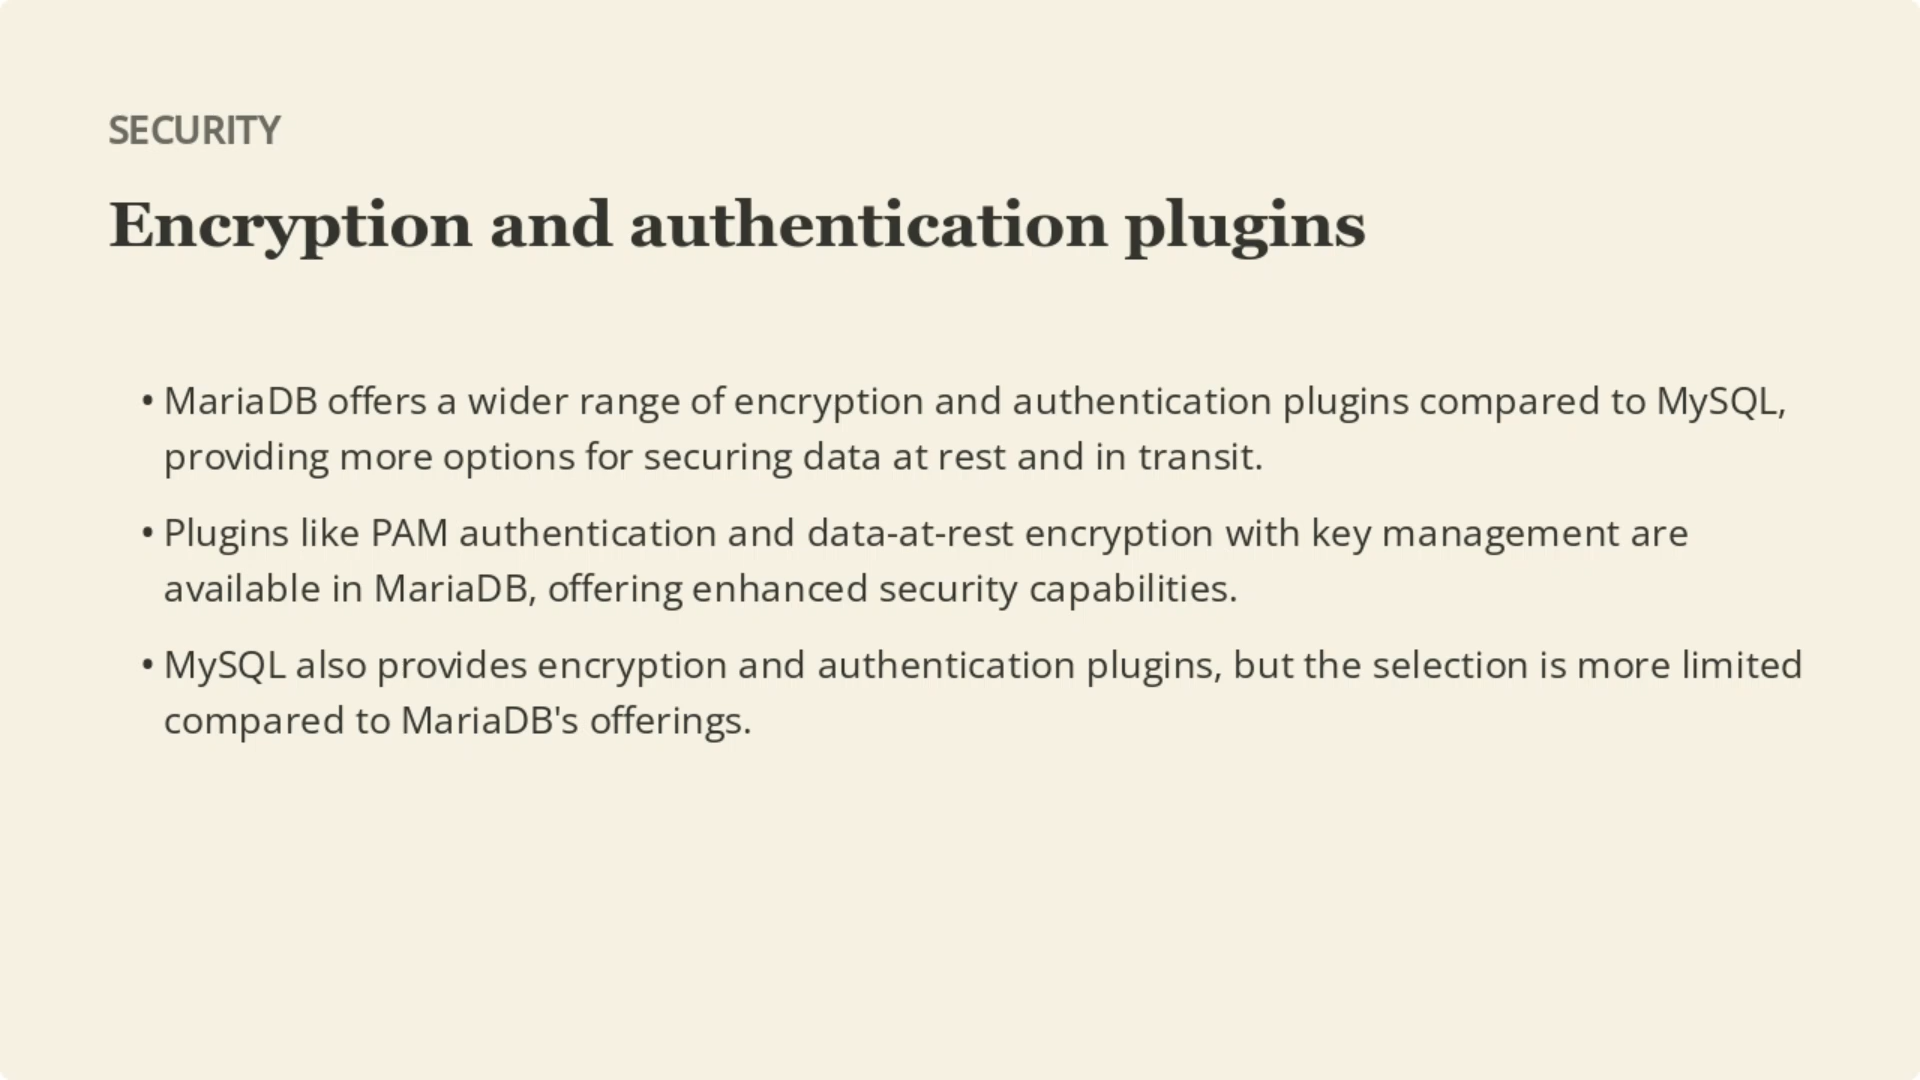 SECURITY
Encryption and authentication plugins
• MariaDB offers a wider range of encryption and authentication plugins compared to MySQL,
providing more options for securing data at rest and in transit.
• Plugins like PAM authentication and data-at-rest encryption with key management are
available in MariaDB, offering enhanced security capabilities.
• MySQL also provides encryption and authentication plugins, but the selection is more limited
compared to MariaDB's offerings.